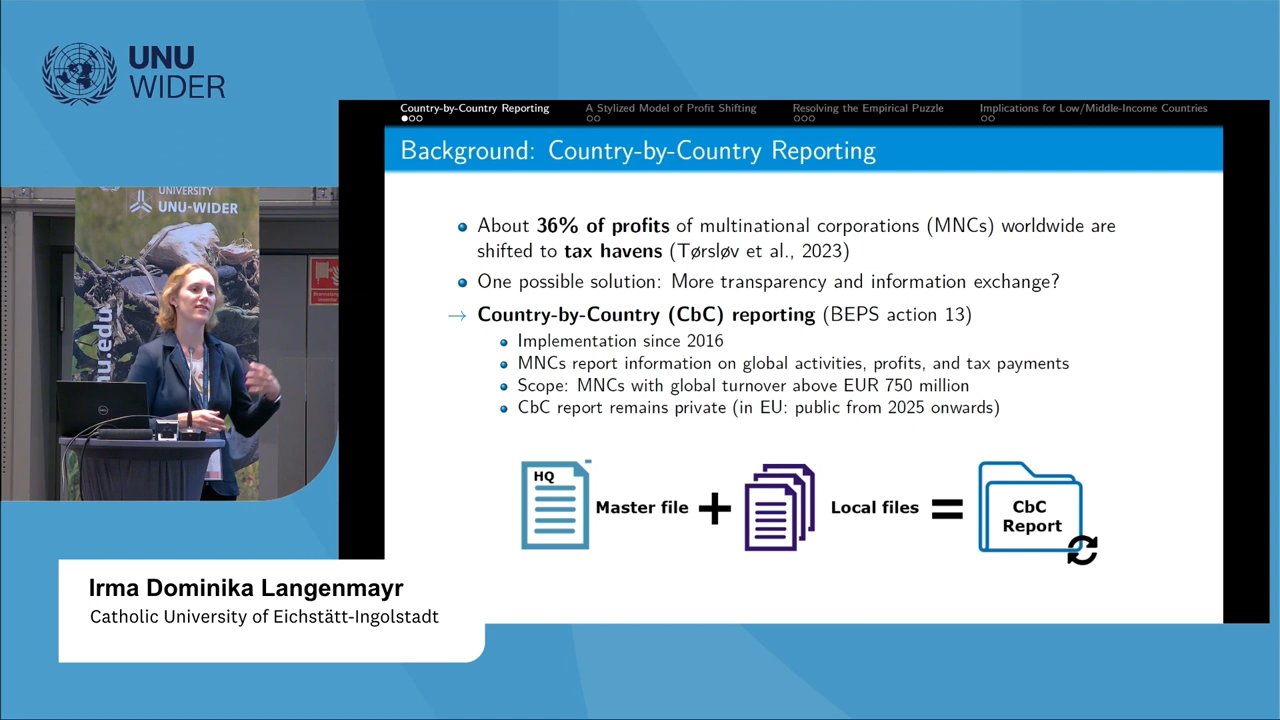 UNU
WIDER
Country-by-Country Reporting
A Stylized Model of Profit Shifting
Resolving the Empirical Puzzle
Implications for Low/Middle-Income Countries
Background: Country-by-Country Reporting
About 36% of profits of multinational corporations (MNCs) worldwide are
shifted to tax havens (Tørsløv et al., 2023)
One possible solution: More transparency and information exchange?
→ Country-by-Country (CbC) reporting (BEPS action 13)
Implementation since 2016
MNCs report information on global activities, profits, and tax payments
Scope: MNCs with global turnover above EUR 750 million
CbC report remains private (in EU: public from 2025 onwards)
HQ
Master file + Local files =
CbC
Report
UNIVERSITY
UNU-WIDER
nu.edu
DELL
Irma Dominika Langenmayr
Catholic University of Eichstätt-Ingolstadt